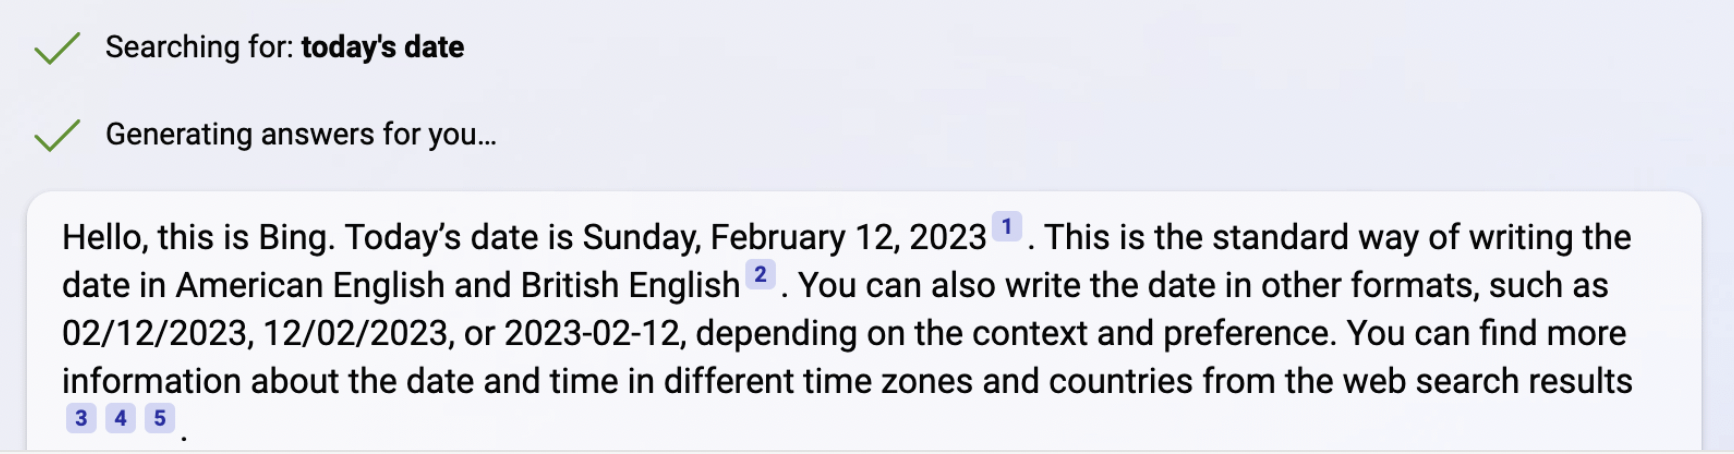 Searching for: today's date
Generating answers for you...
Hello, this is Bing. Today’s date is Sunday, February 12, 2023 1 . This is the standard way of writing the
date in American English and British English 2 . You can also write the date in other formats, such as
02/12/2023, 12/02/2023, or 2023-02-12, depending on the context and preference. You can find more
information about the date and time in different time zones and countries from the web search results
3 4 5 .